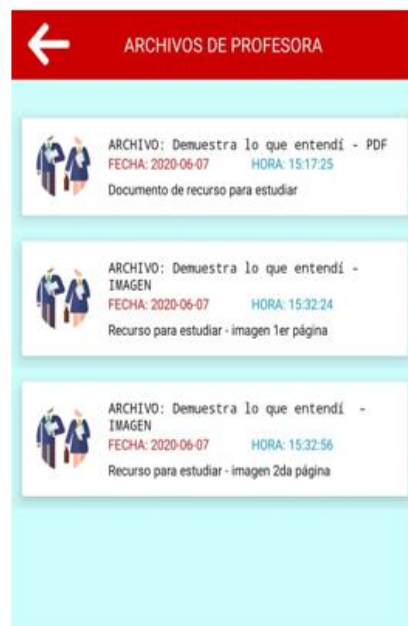 ARCHIVOS DE PROFESORA
ARCHIVO: Demuestra lo que entendí - PDF
FECHA: 2020-06-07 HORA: 15:17:25
Documento de recurso para estudiar
ARCHIVO: Demuestra lo que entendí -
IMAGEN
FECHA: 2020-06-07 HORA: 15:32:24
Recurso para estudiar - imagen 1er página
ARCHIVO: Demuestra lo que entendí -
IMAGEN
FECHA: 2020-06-07 HORA: 15:32:56
Recurso para estudiar - imagen 2da página